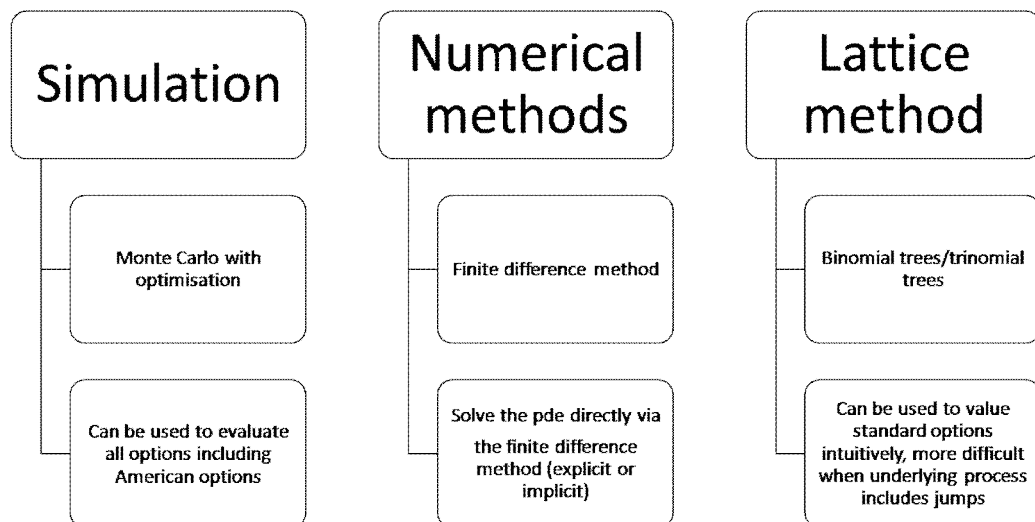 Simulation
Monte Carlo with
optimisation
Can be used to evaluate
all options including
American options
Numerical
methods
Finite difference method
Solve the pde directly via
the finite difference
method (explicit or
implicit)
Lattice
method
Binomial trees/trinomial
trees
Can be used to value
standard options
intuitively, more difficult
when underlying process
includes jumps